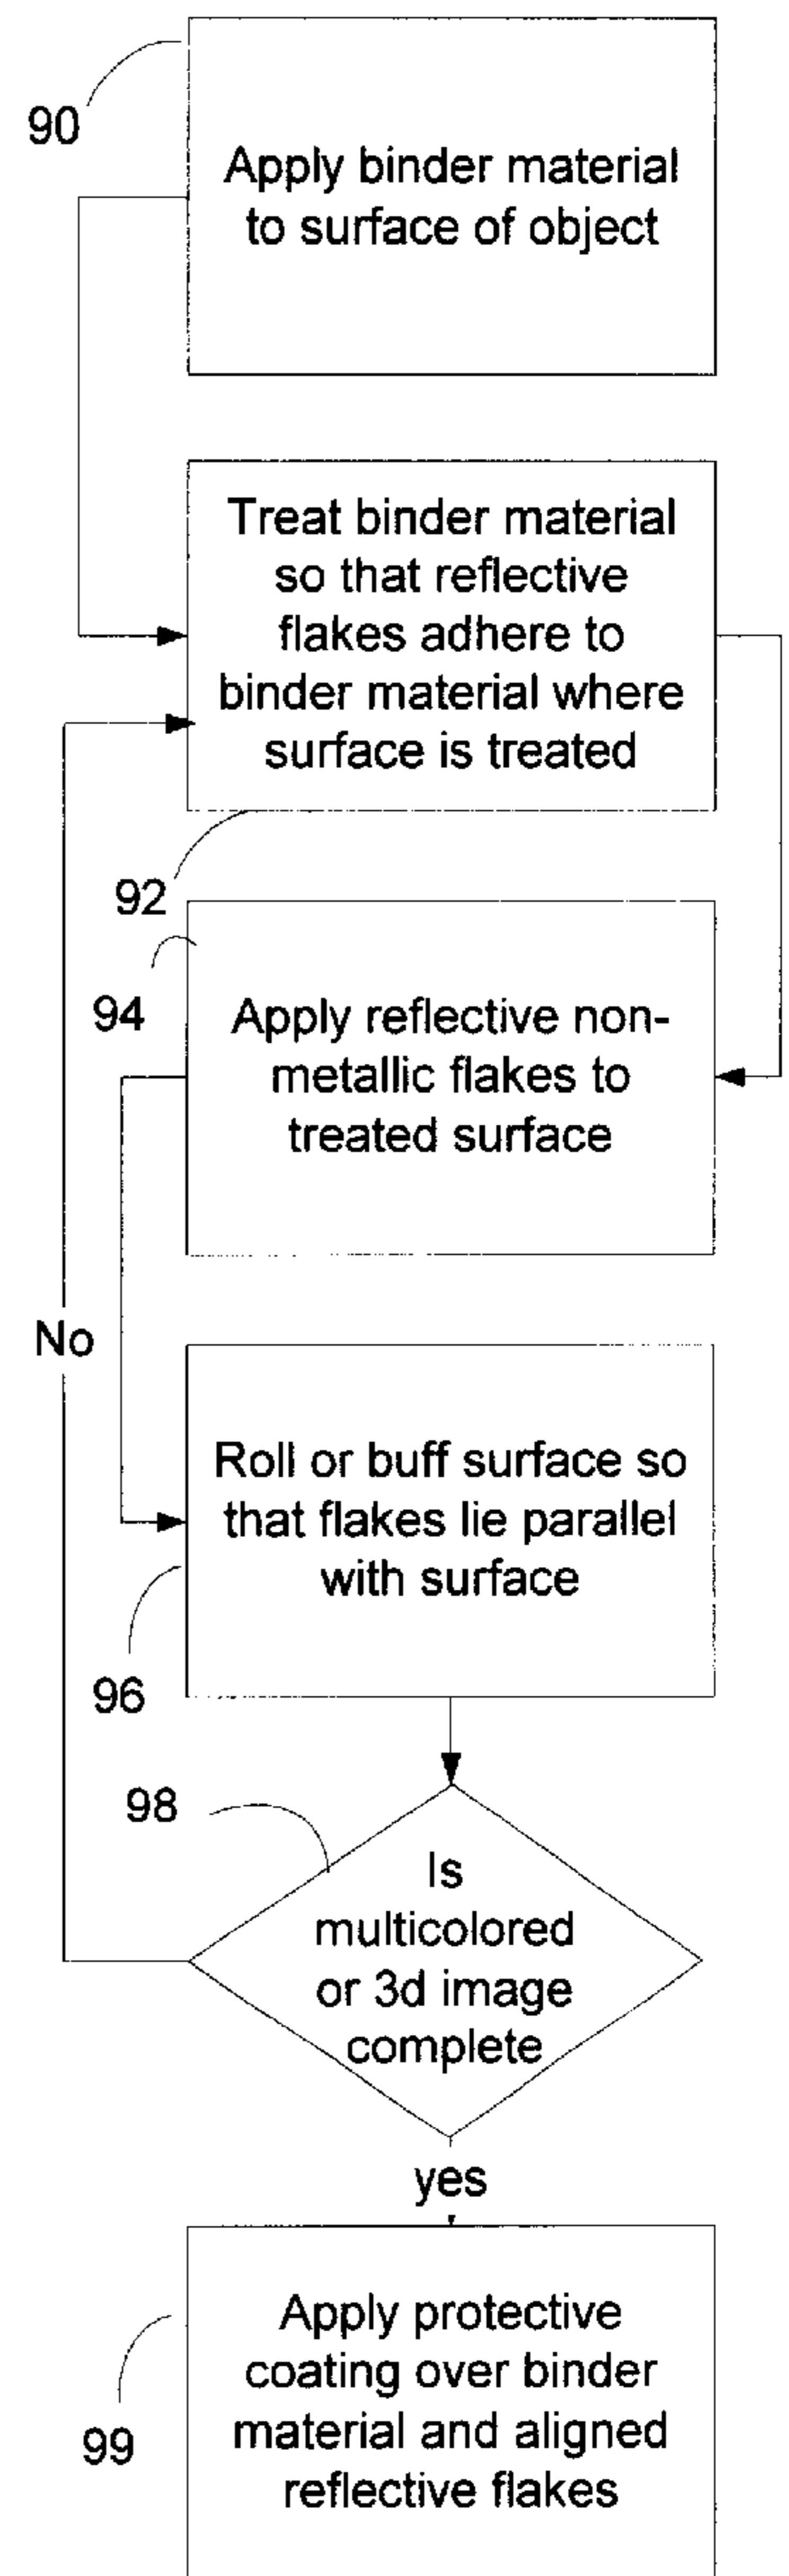 90
Apply binder material
to surface of object
Treat binder material
so that reflective
flakes adhere to
binder material where
surface is treated
92
94
Apply reflective non-
metallic flakes to
treated surface
No
Roll or buff surface so
that flakes lie parallel
with surface
96
98
Is
multicolored
or 3d image
complete
yes
Apply protective
coating over binder
material and aligned
reflective flakes
99